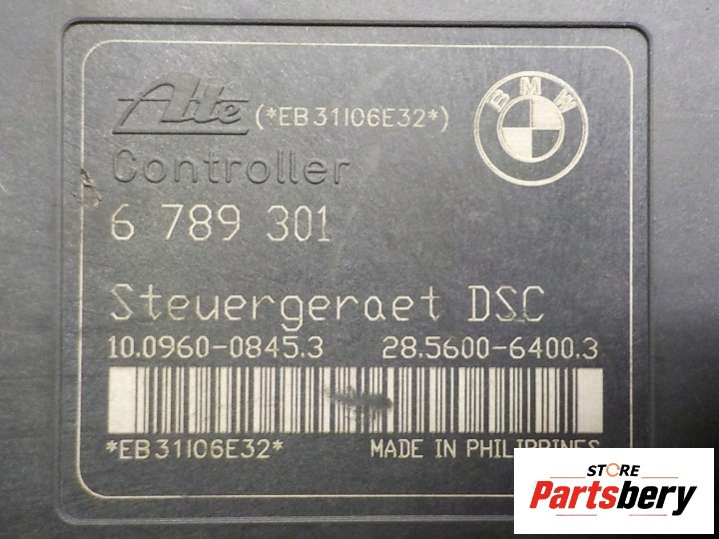 Ate (*EB31I06E32*)
BMW
Controller
6 789 301
Steuergeraet DSC
10.0960-0845.3 28.5600-6400.3
*EB31I06E32* MADE IN PHILIPPINES
STORE
Partsbery